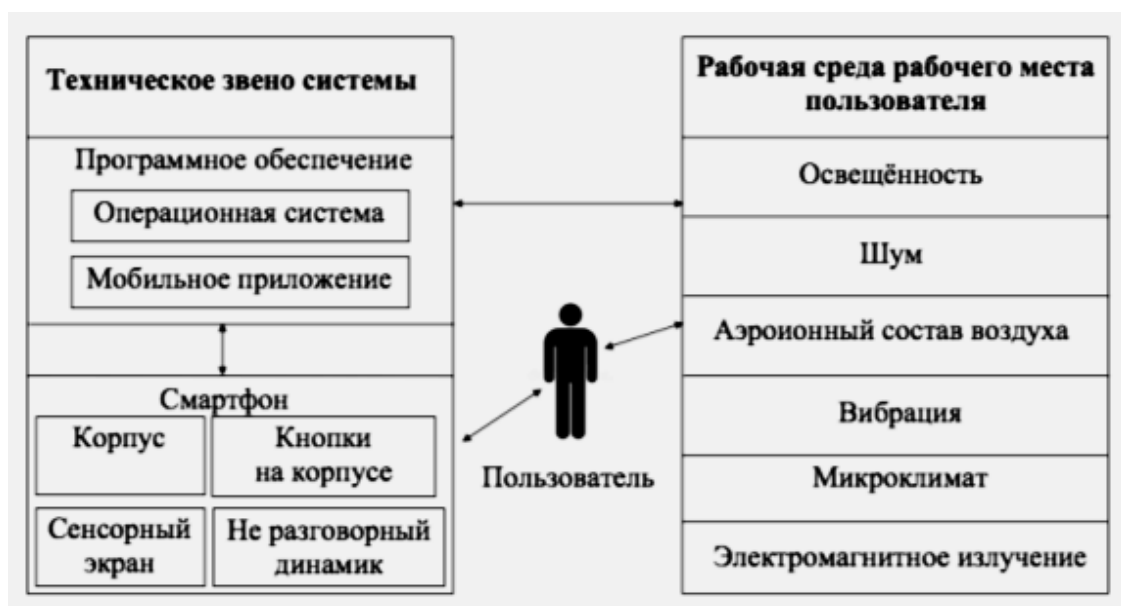 Техническое звено системы
Программное обеспечение
Операционная система
Мобильное приложение
Смартфон
Корпус
Кнопки
на корпусе
Сенсорный
экран
Не разговорный
динамик
Пользователь
Рабочая среда рабочего места
пользователя
Освещённость
Шум
Аэроионный состав воздуха
Вибрация
Микроклимат
Электромагнитное излучение